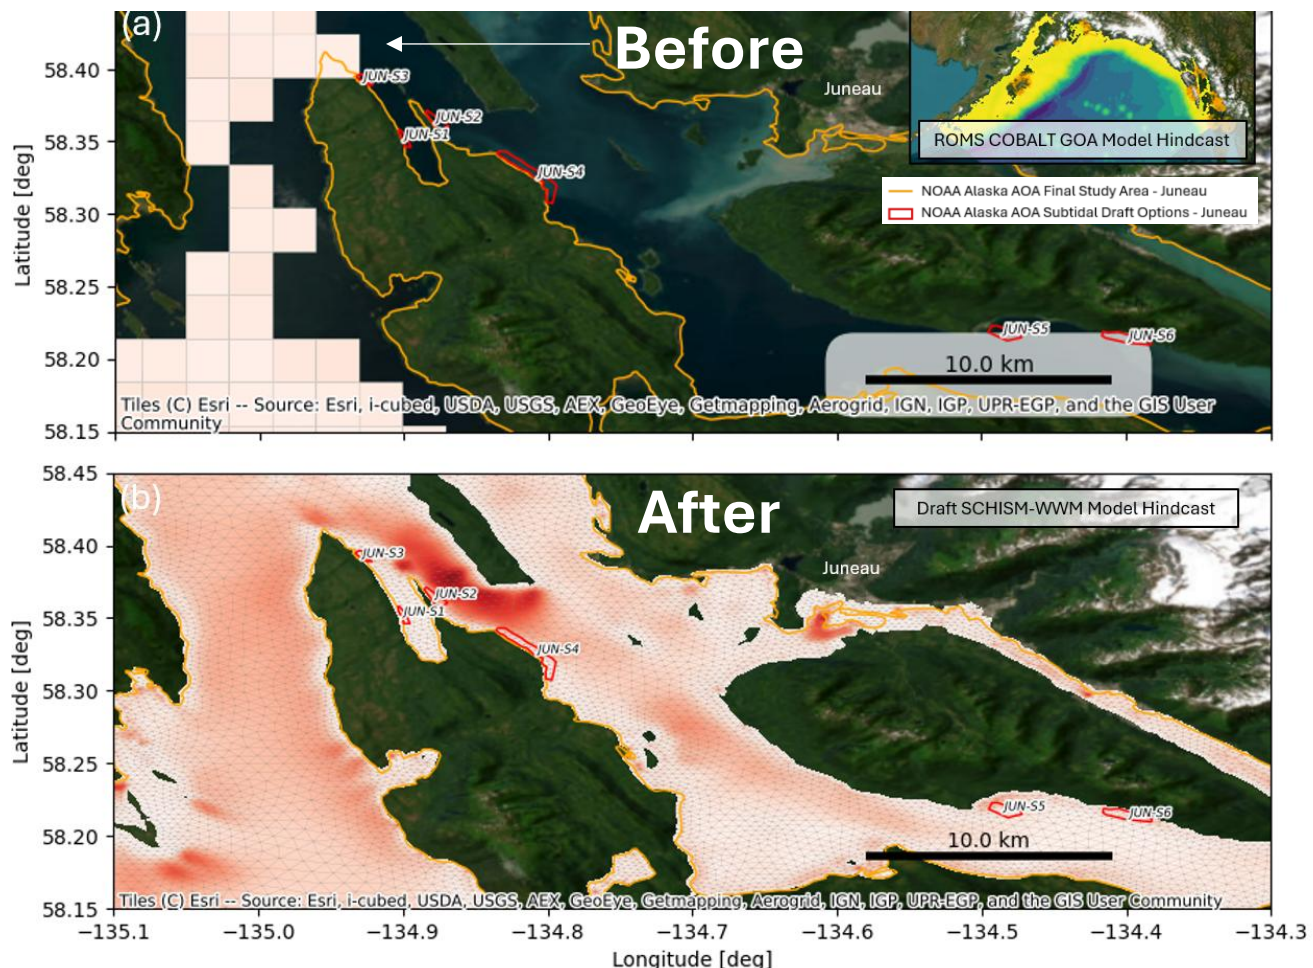 (a)
Before
Juneau
ROMS COBALT GOA Model Hindcast
NOAA Alaska AOA Final Study Area - Juneau
NOAA Alaska AOA Subtidal Draft Options - Juneau
JUN-S3
JUN-S2
JUN-S1
JUN-S4
JUN-S5
JUN-S6
10.0 km
Latitude [deg]
58.40
58.35
58.30
58.25
58.20
58.15
Tiles (C) Esri -- Source: Esri, i-cubed, USDA, USGS, AEX, GeoEye, Getmapping, Aerogrid, IGN, IGP, UPR-EGP, and the GIS User
Community
(b)
After
Draft SCHISM-WWM Model Hindcast
Juneau
JUN-S3
JUN-S2
JUN-S1
JUN-S4
JUN-S5
JUN-S6
10.0 km
Latitude [deg]
58.45
58.40
58.35
58.30
58.25
58.20
58.15
Tiles (C) Esri -- Source: Esri, i-cubed, USDA, USGS, AEX, GeoEye, Getmapping, Aerogrid, IGN, IGP, UPR-EGP, and the GIS User Community
−135.1 −135.0 −134.9 −134.8 −134.7 −134.6 −134.5 −134.4 −134.3
Longitude [deg]